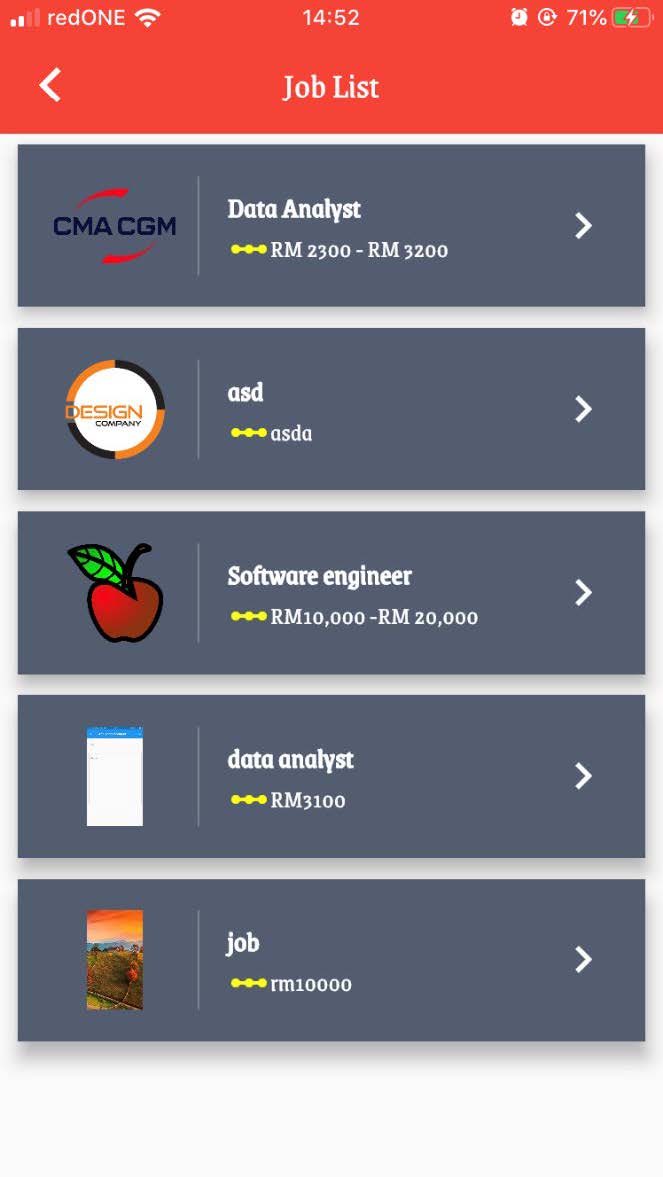 redONE 14:52 71%
Job List
CMA CGM
Data Analyst
RM 2300 - RM 3200
DESIGN
COMPANY
asd
asda
Software engineer
RM10,000 -RM 20,000
data analyst
RM3100
job
rm10000